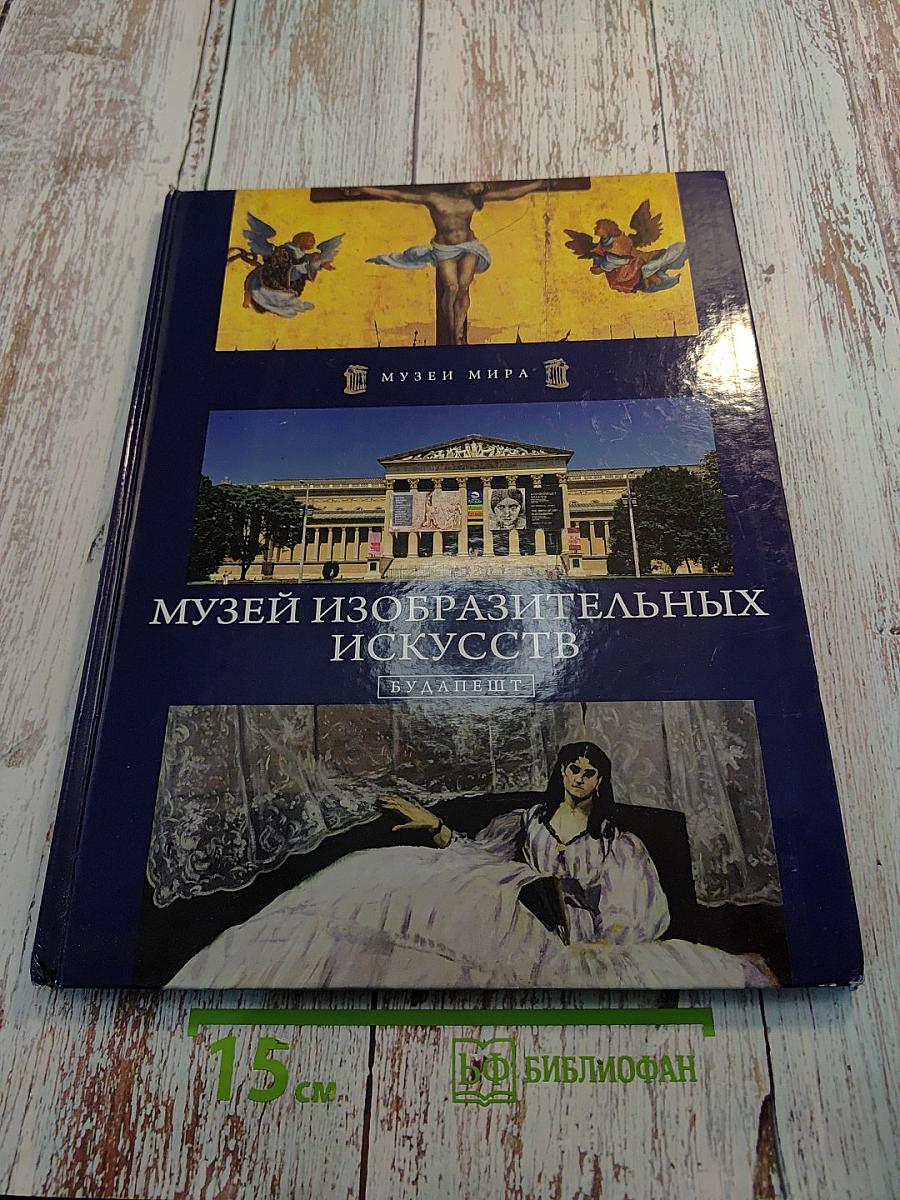 МУЗЕИ МИРА
МУЗЕЙ ИЗОБРАЗИТЕЛЬНЫХ
ИСКУССТВ
БУДАПЕШТ
15 см
БФ БИБЛИОФАН